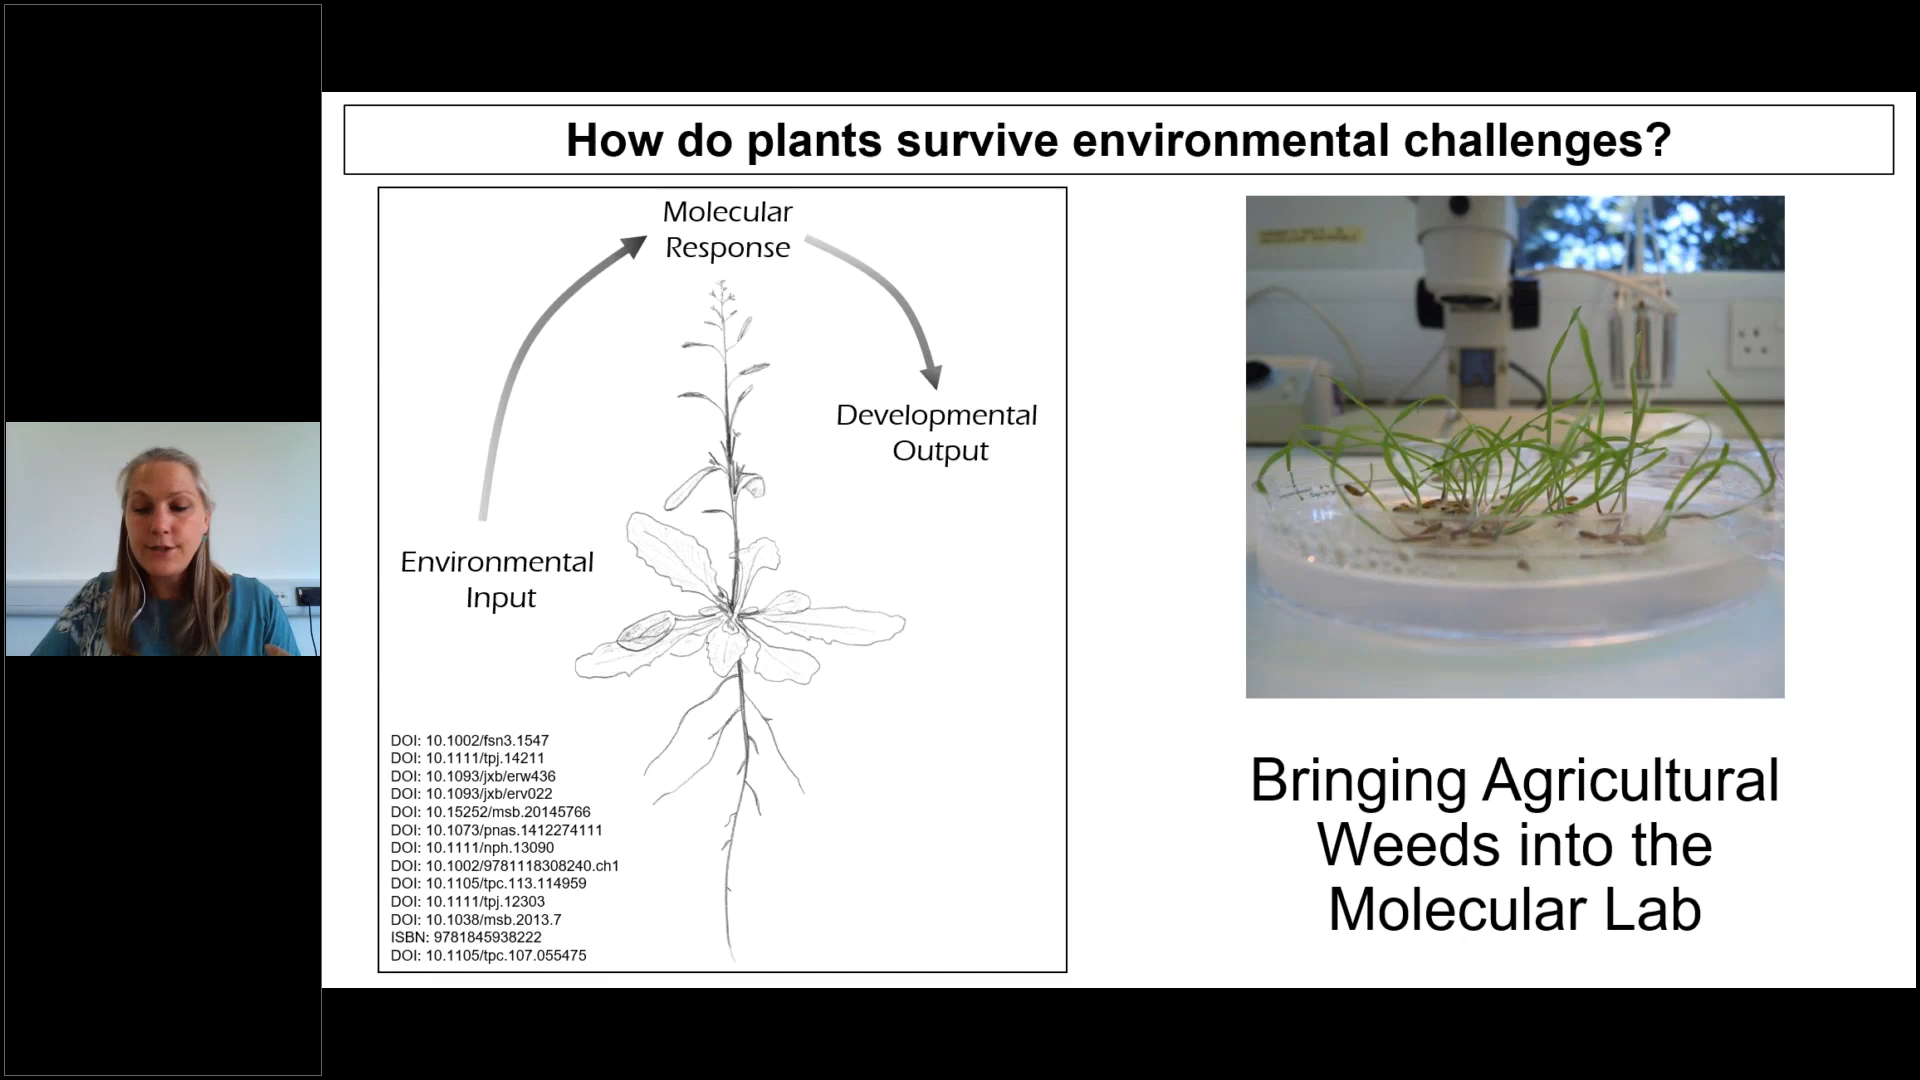 How do plants survive environmental challenges?
Molecular
Response
Developmental
Output
Environmental
Input
DOI: 10.1002/fsn3.1547
DOI: 10.1111/tpj.14211
DOI: 10.1093/jxb/erw436
DOI: 10.1093/jxb/erv022
DOI: 10.15252/msb.20145766
DOI: 10.1073/pnas.1412274111
DOI: 10.1111/nph.13090
DOI: 10.1002/9781118308240.ch1
DOI: 10.1105/tpc.113.114959
DOI: 10.1111/tpj.12303
DOI: 10.1038/msb.2013.7
ISBN: 9781845938222
DOI: 10.1105/tpc.107.055475
Bringing Agricultural
Weeds into the
Molecular Lab